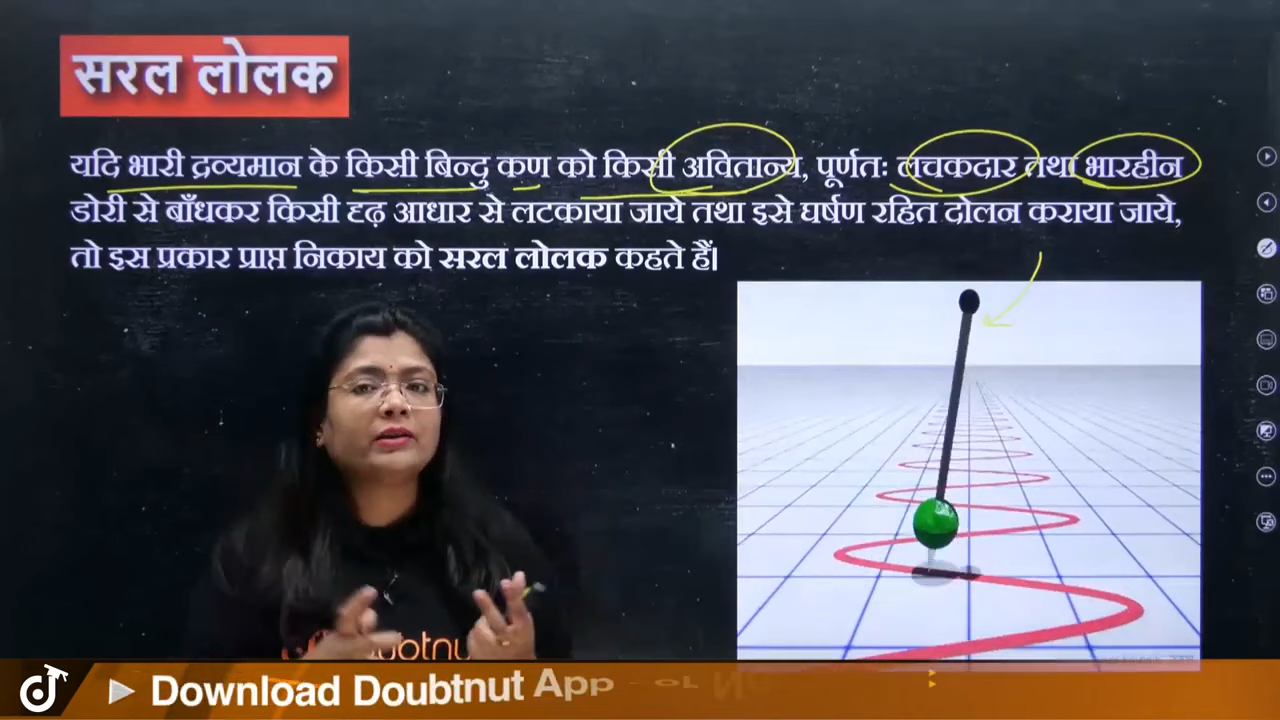 सरल लोलक
यदि भारी द्रव्यमान के किसी बिन्दु कण को किसी अवितान्य, पूर्णतः लचकदार तथा भारहीन
डोरी से बाँधकर किसी दृढ़ आधार से लटकाया जाये तथा इसे घर्षण रहित दोलन कराया जाये,
तो इस प्रकार प्राप्त निकाय को सरल लोलक कहते हैं।
doubtnu
Download Doubtnut App